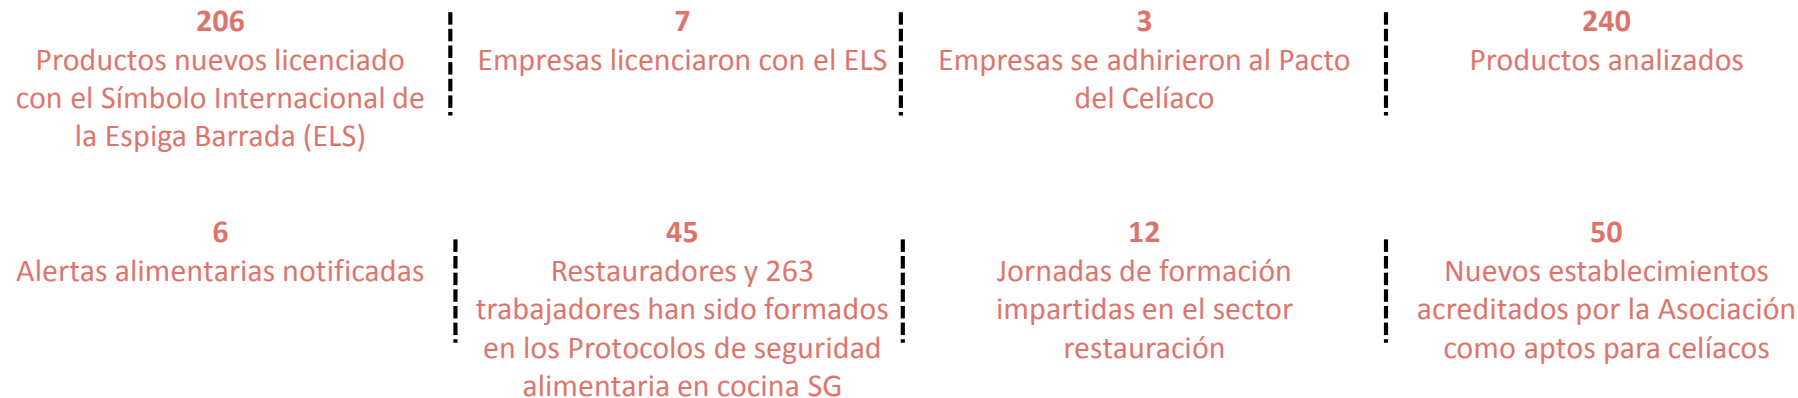 206
Productos nuevos licenciado
con el Símbolo Internacional de
la Espiga Barrada (ELS)
7
Empresas licenciaron con el ELS
3
Empresas se adhirieron al Pacto
del Celíaco
240
Productos analizados
6
Alertas alimentarias notificadas
45
Restauradores y 263
trabajadores han sido formados
en los Protocolos de seguridad
alimentaria en cocina SG
12
Jornadas de formación
impartidas en el sector
restauración
50
Nuevos establecimientos
acreditados por la Asociación
como aptos para celíacos